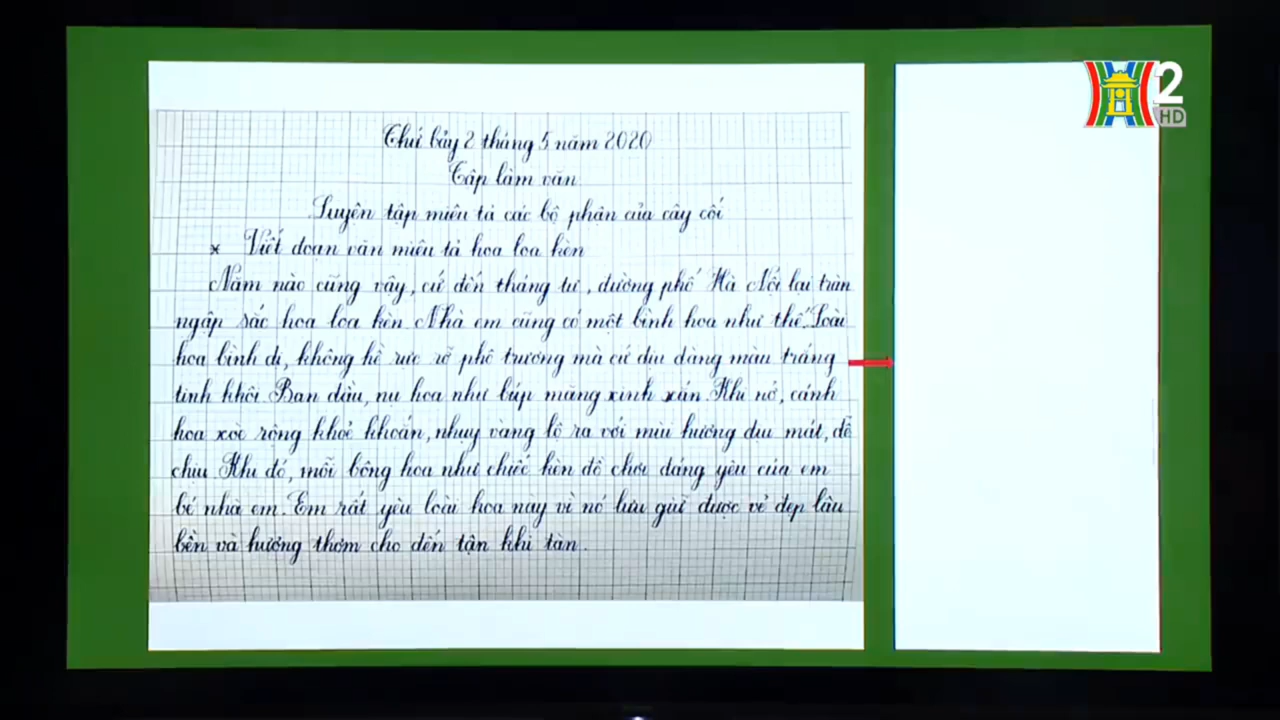 Thứ bảy 2 tháng 5 năm 2020
Tập làm văn
Luyện tập miêu tả các bộ phận của cây cối
* Viết đoạn văn miêu tả hoa loa kèn
Năm nào cũng vậy, cứ đến tháng tư, đường phố Hà Nội lại tràn
ngập sắc hoa loa kèn. Nhà em cũng có một bình hoa như thế. Loài
hoa bình dị, không hề rực rỡ phô trương mà cứ dịu dàng màu trắng
tinh khôi. Ban đầu, nụ hoa như búp măng xinh xắn. Khi nở, cánh
hoa xoè rộng khoẻ khoắn, nhuỵ vàng lộ ra với mùi hương dịu mát, dễ
chịu. Khi đó, mỗi bông hoa như chiếc kèn đồ chơi đáng yêu của em
bé nhà em. Em rất yêu loài hoa này vì nó lưu giữ được vẻ đẹp lâu
bền và hương thơm cho đến tận khi tàn.
2
HD